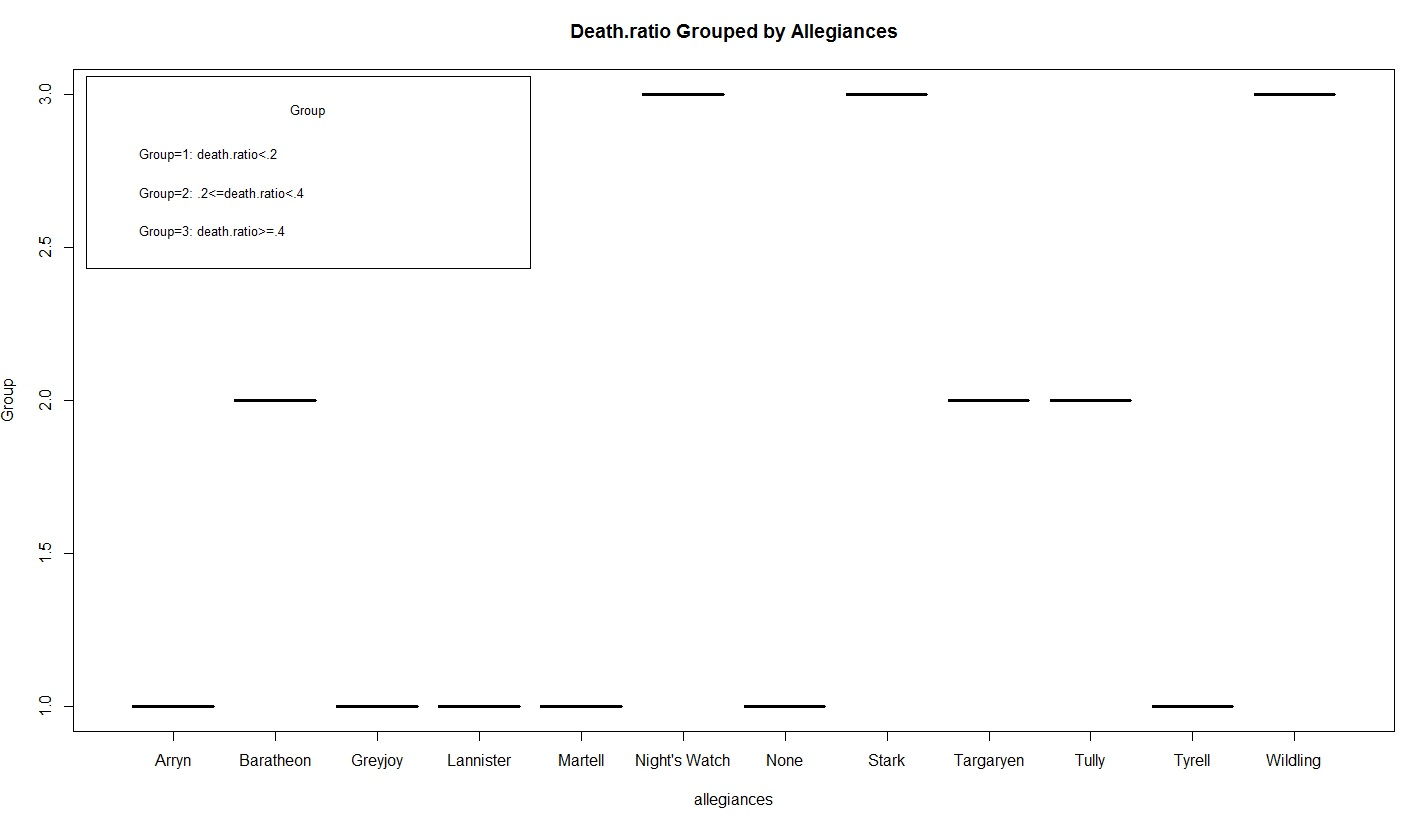 Death.ratio Grouped by Allegiances
Group
Group=1: death.ratio<.2
Group=2: .2<=death.ratio<.4
Group=3: death.ratio>=.4
3.0
2.5
2.0
1.5
1.0
Group
Arryn Baratheon Greyjoy Lannister Martell Night's Watch None Stark Targaryen Tully Tyrell Wildling
allegiances